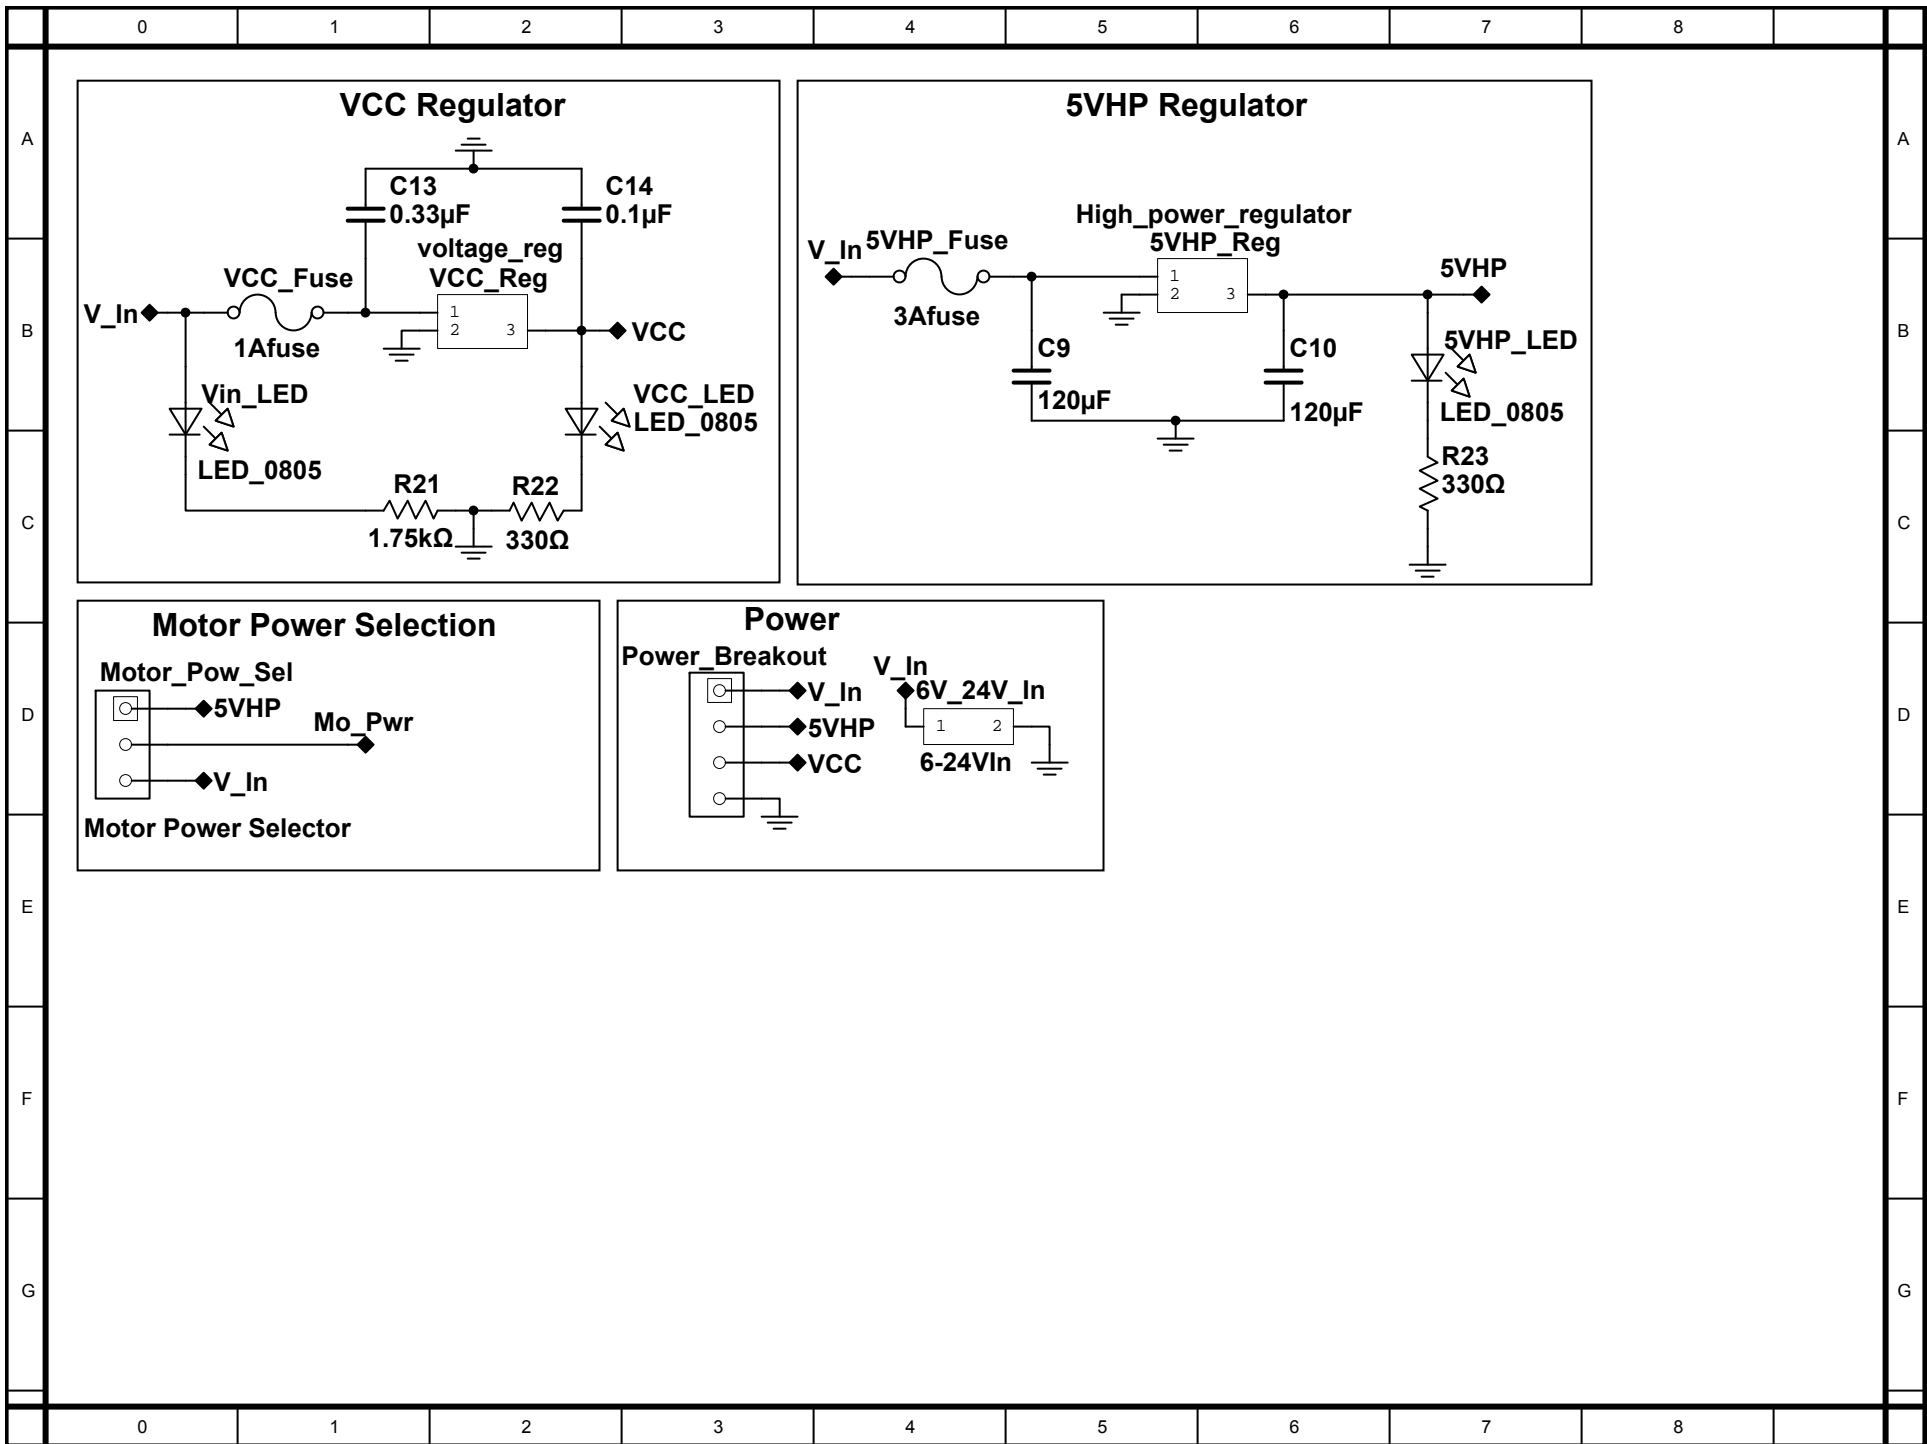 0 1 2 3 4 5 6 7 8
A A
B B
C C
D D
E E
F F
G G
VCC Regulator
C13
0.33µF
C14
0.1µF
voltage_reg
VCC_Reg
VCC_Fuse
V_In
1Afuse
1
2 3
VCC
Vin_LED
LED_0805
VCC_LED
LED_0805
R21
1.75kΩ
R22
330Ω
5VHP Regulator
High_power_regulator
5VHP_Reg
V_In
5VHP_Fuse
3Afuse
1
2 3
5VHP
C9
120µF
C10
120µF
5VHP_LED
LED_0805
R23
330Ω
Motor Power Selection
Motor_Pow_Sel
5VHP
Mo_Pwr
V_In
Motor Power Selector
Power
Power_Breakout
V_In
5VHP
VCC
V_In
6V_24V_In
1 2
6-24VIn
0 1 2 3 4 5 6 7 8